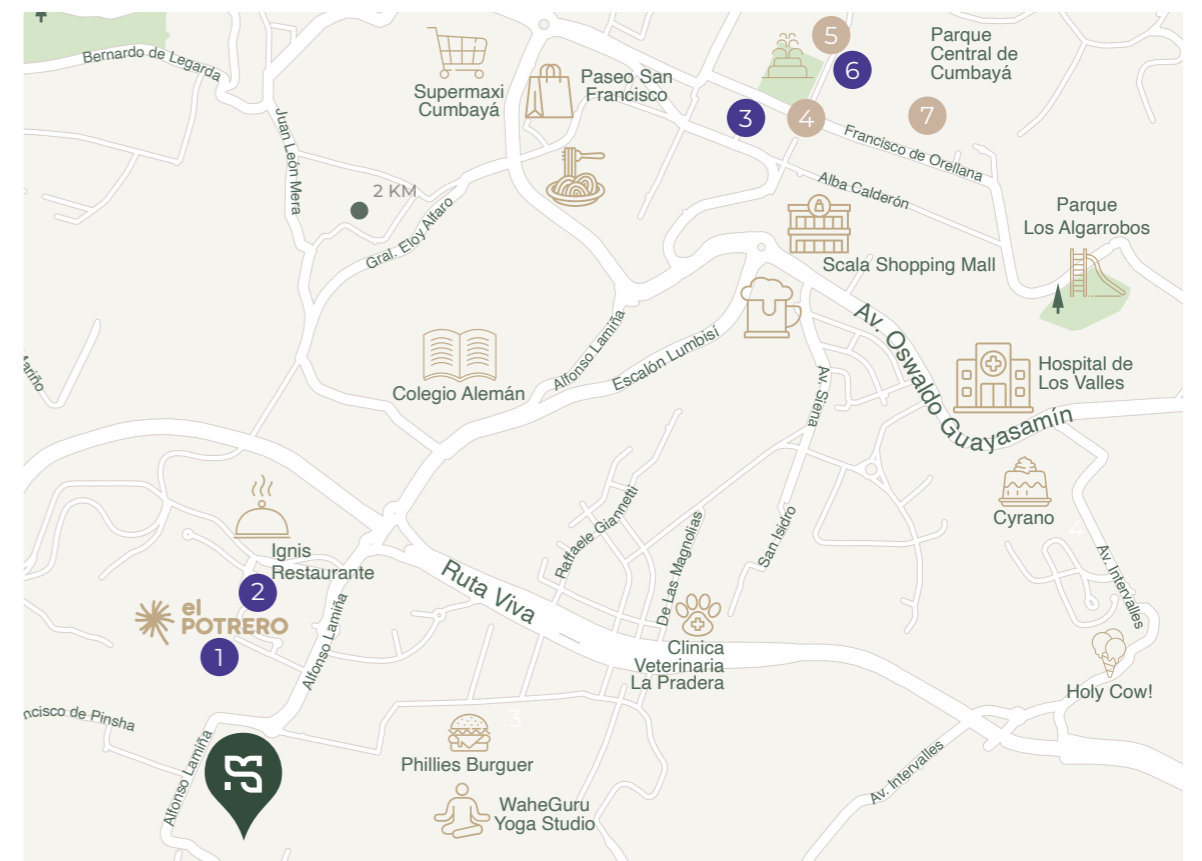 Bernardo de Legarda
Juan León Mera
Supermaxi
Cumbayá
Paseo San
Francisco
5
6
Parque
Central de
Cumbayá
3
4
7
Francisco de Orellana
Alba Calderón
2 KM
Gral. Eloy Alfaro
Parque
Los Algarrobos
Scala Shopping Mall
Av. Oswaldo Guayasamín
Alfonso Lamiña
Escalón Lumbisí
Colegio Alemán
Mariño
Av. Siena
Hospital de
Los Valles
Cyrano
4
Av. Intervalles
Ignis
Restaurante
2
el
POTRERO
1
Ruta Viva
Raffaele Giannetti
De Las Magnolias
San Isidro
Alfonso Lamiña
Clinica
Veterinaria
La Pradera
Holy Cow!
ncisco de Pinsha
Alfonso Lamiña
3
Phillies Burguer
WaheGuru
Yoga Studio
Av. Intervalles